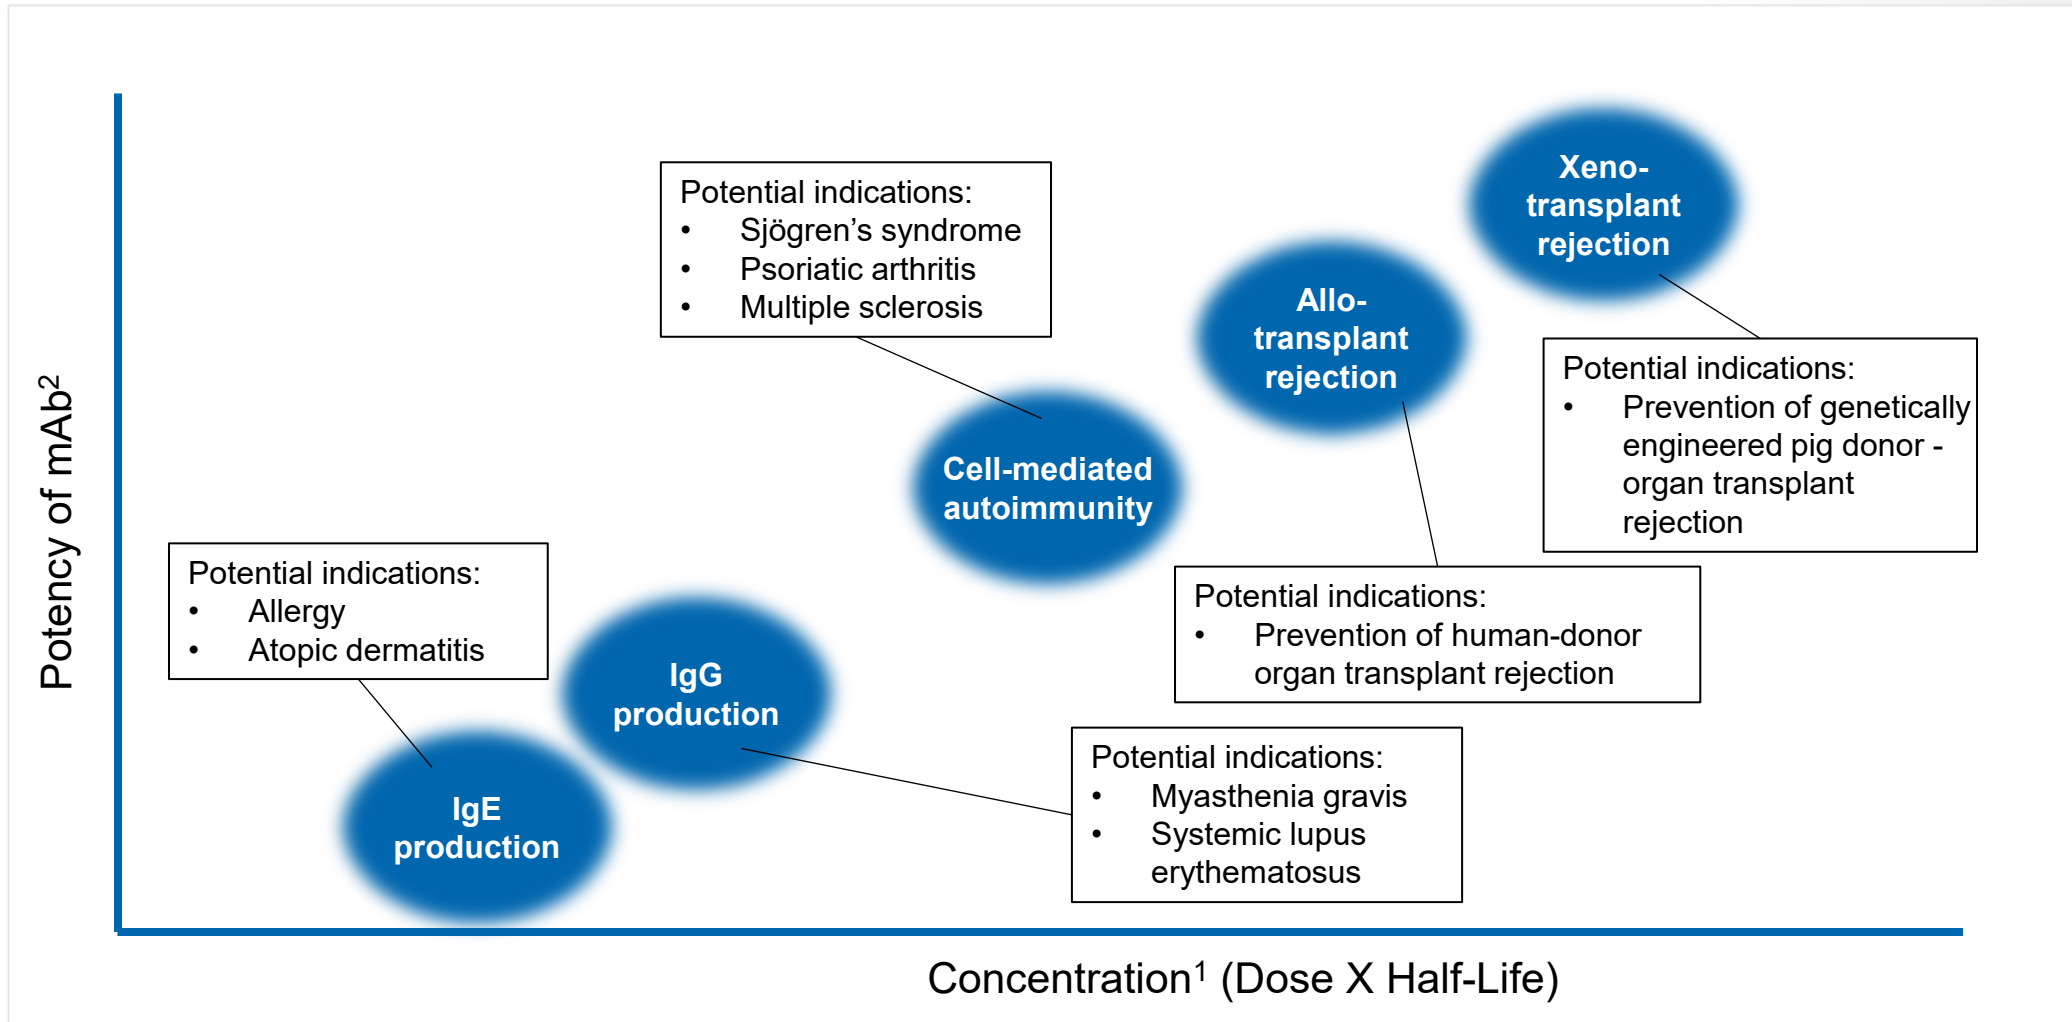 Potency of mAb²
Potential indications:
• Sjögren’s syndrome
• Psoriatic arthritis
• Multiple sclerosis
Xeno-
transplant
rejection
Allo-
transplant
rejection
Potential indications:
• Prevention of genetically
engineered pig donor -
organ transplant
rejection
Cell-mediated
autoimmunity
Potential indications:
• Allergy
• Atopic dermatitis
Potential indications:
• Prevention of human-donor
organ transplant rejection
IgG
production
Potential indications:
• Myasthenia gravis
• Systemic lupus
erythematosus
IgE
production
Concentration¹ (Dose X Half-Life)